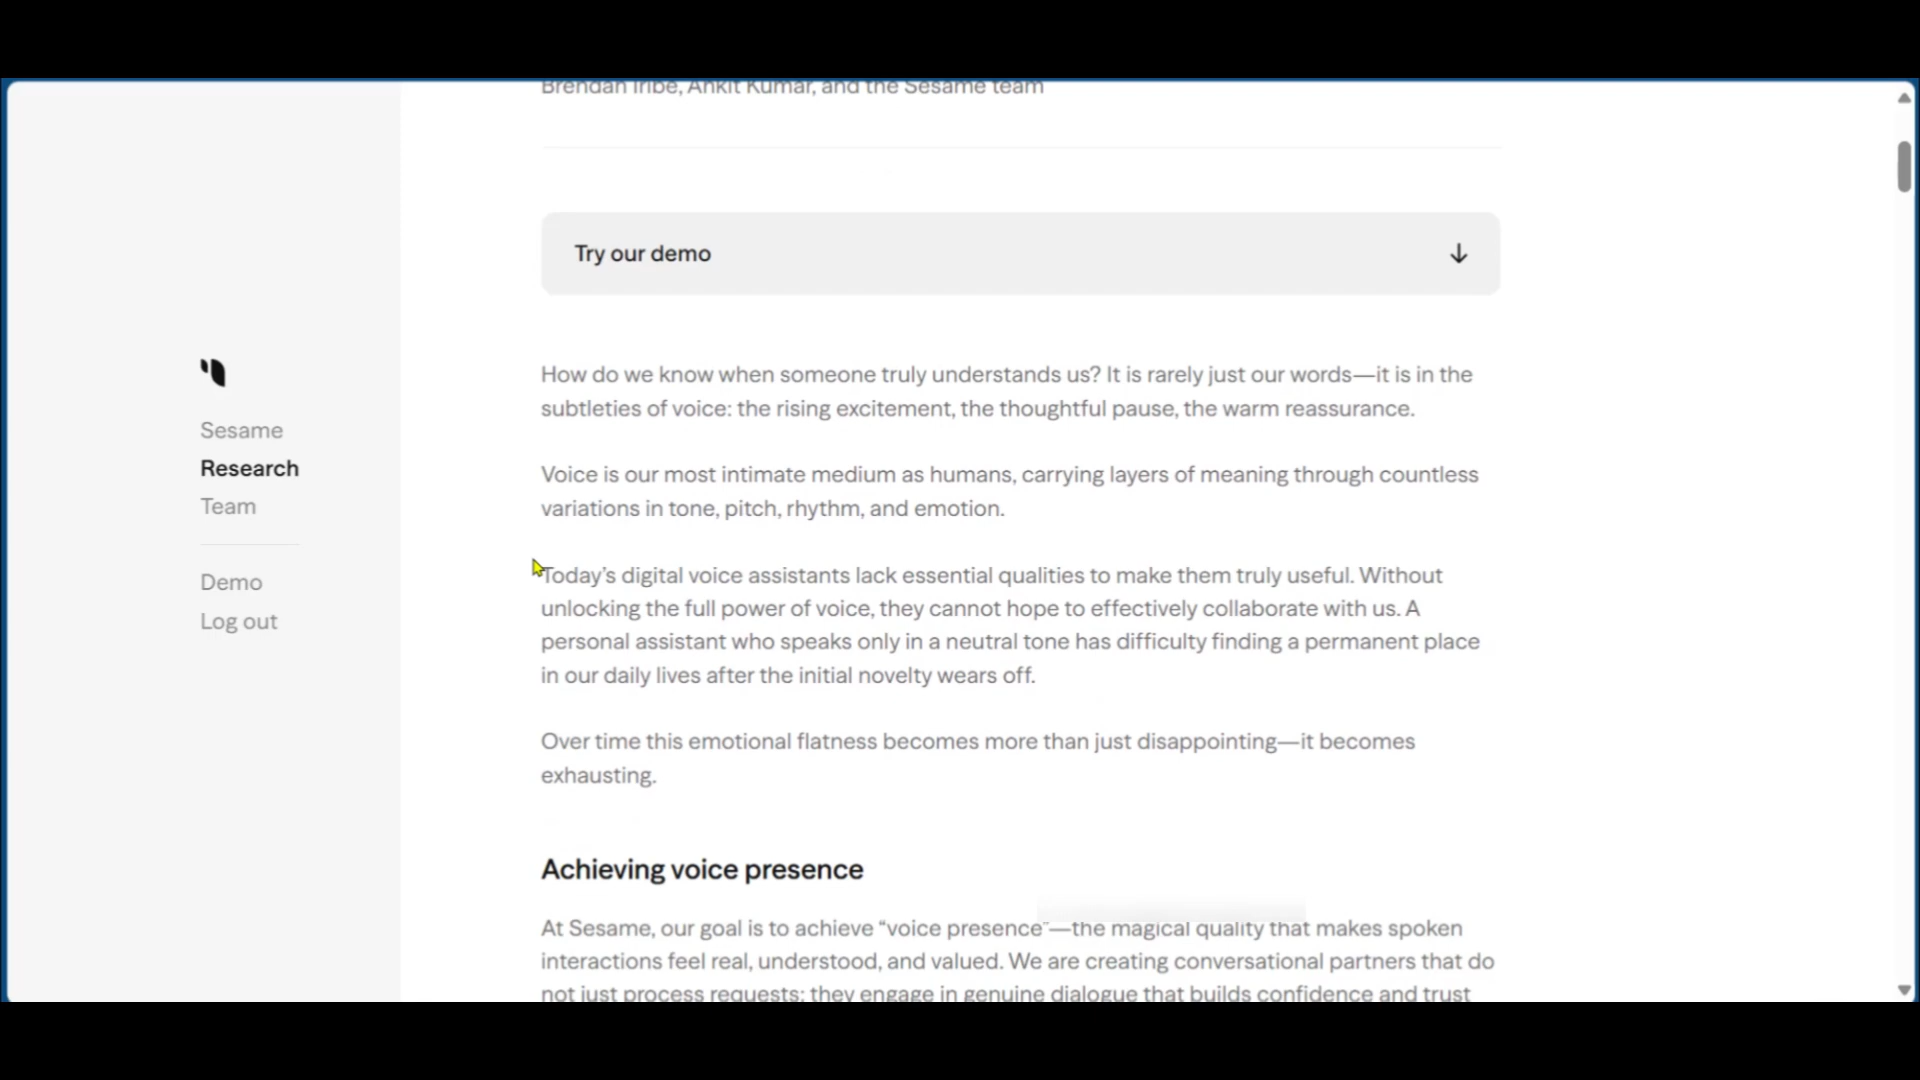 Brendan Iribe, Ankit Kumar, and the Sesame team
Try our demo
Sesame
Research
Team
Demo
Log out
How do we know when someone truly understands us? It is rarely just our words—it is in the
subtleties of voice: the rising excitement, the thoughtful pause, the warm reassurance.
Voice is our most intimate medium as humans, carrying layers of meaning through countless
variations in tone, pitch, rhythm, and emotion.
Today’s digital voice assistants lack essential qualities to make them truly useful. Without
unlocking the full power of voice, they cannot hope to effectively collaborate with us. A
personal assistant who speaks only in a neutral tone has difficulty finding a permanent place
in our daily lives after the initial novelty wears off.
Over time this emotional flatness becomes more than just disappointing—it becomes
exhausting.
Achieving voice presence
At Sesame, our goal is to achieve “voice presence”—the magical quality that makes spoken
interactions feel real, understood, and valued. We are creating conversational partners that do
not just process requests; they engage in genuine dialogue that builds confidence and trust